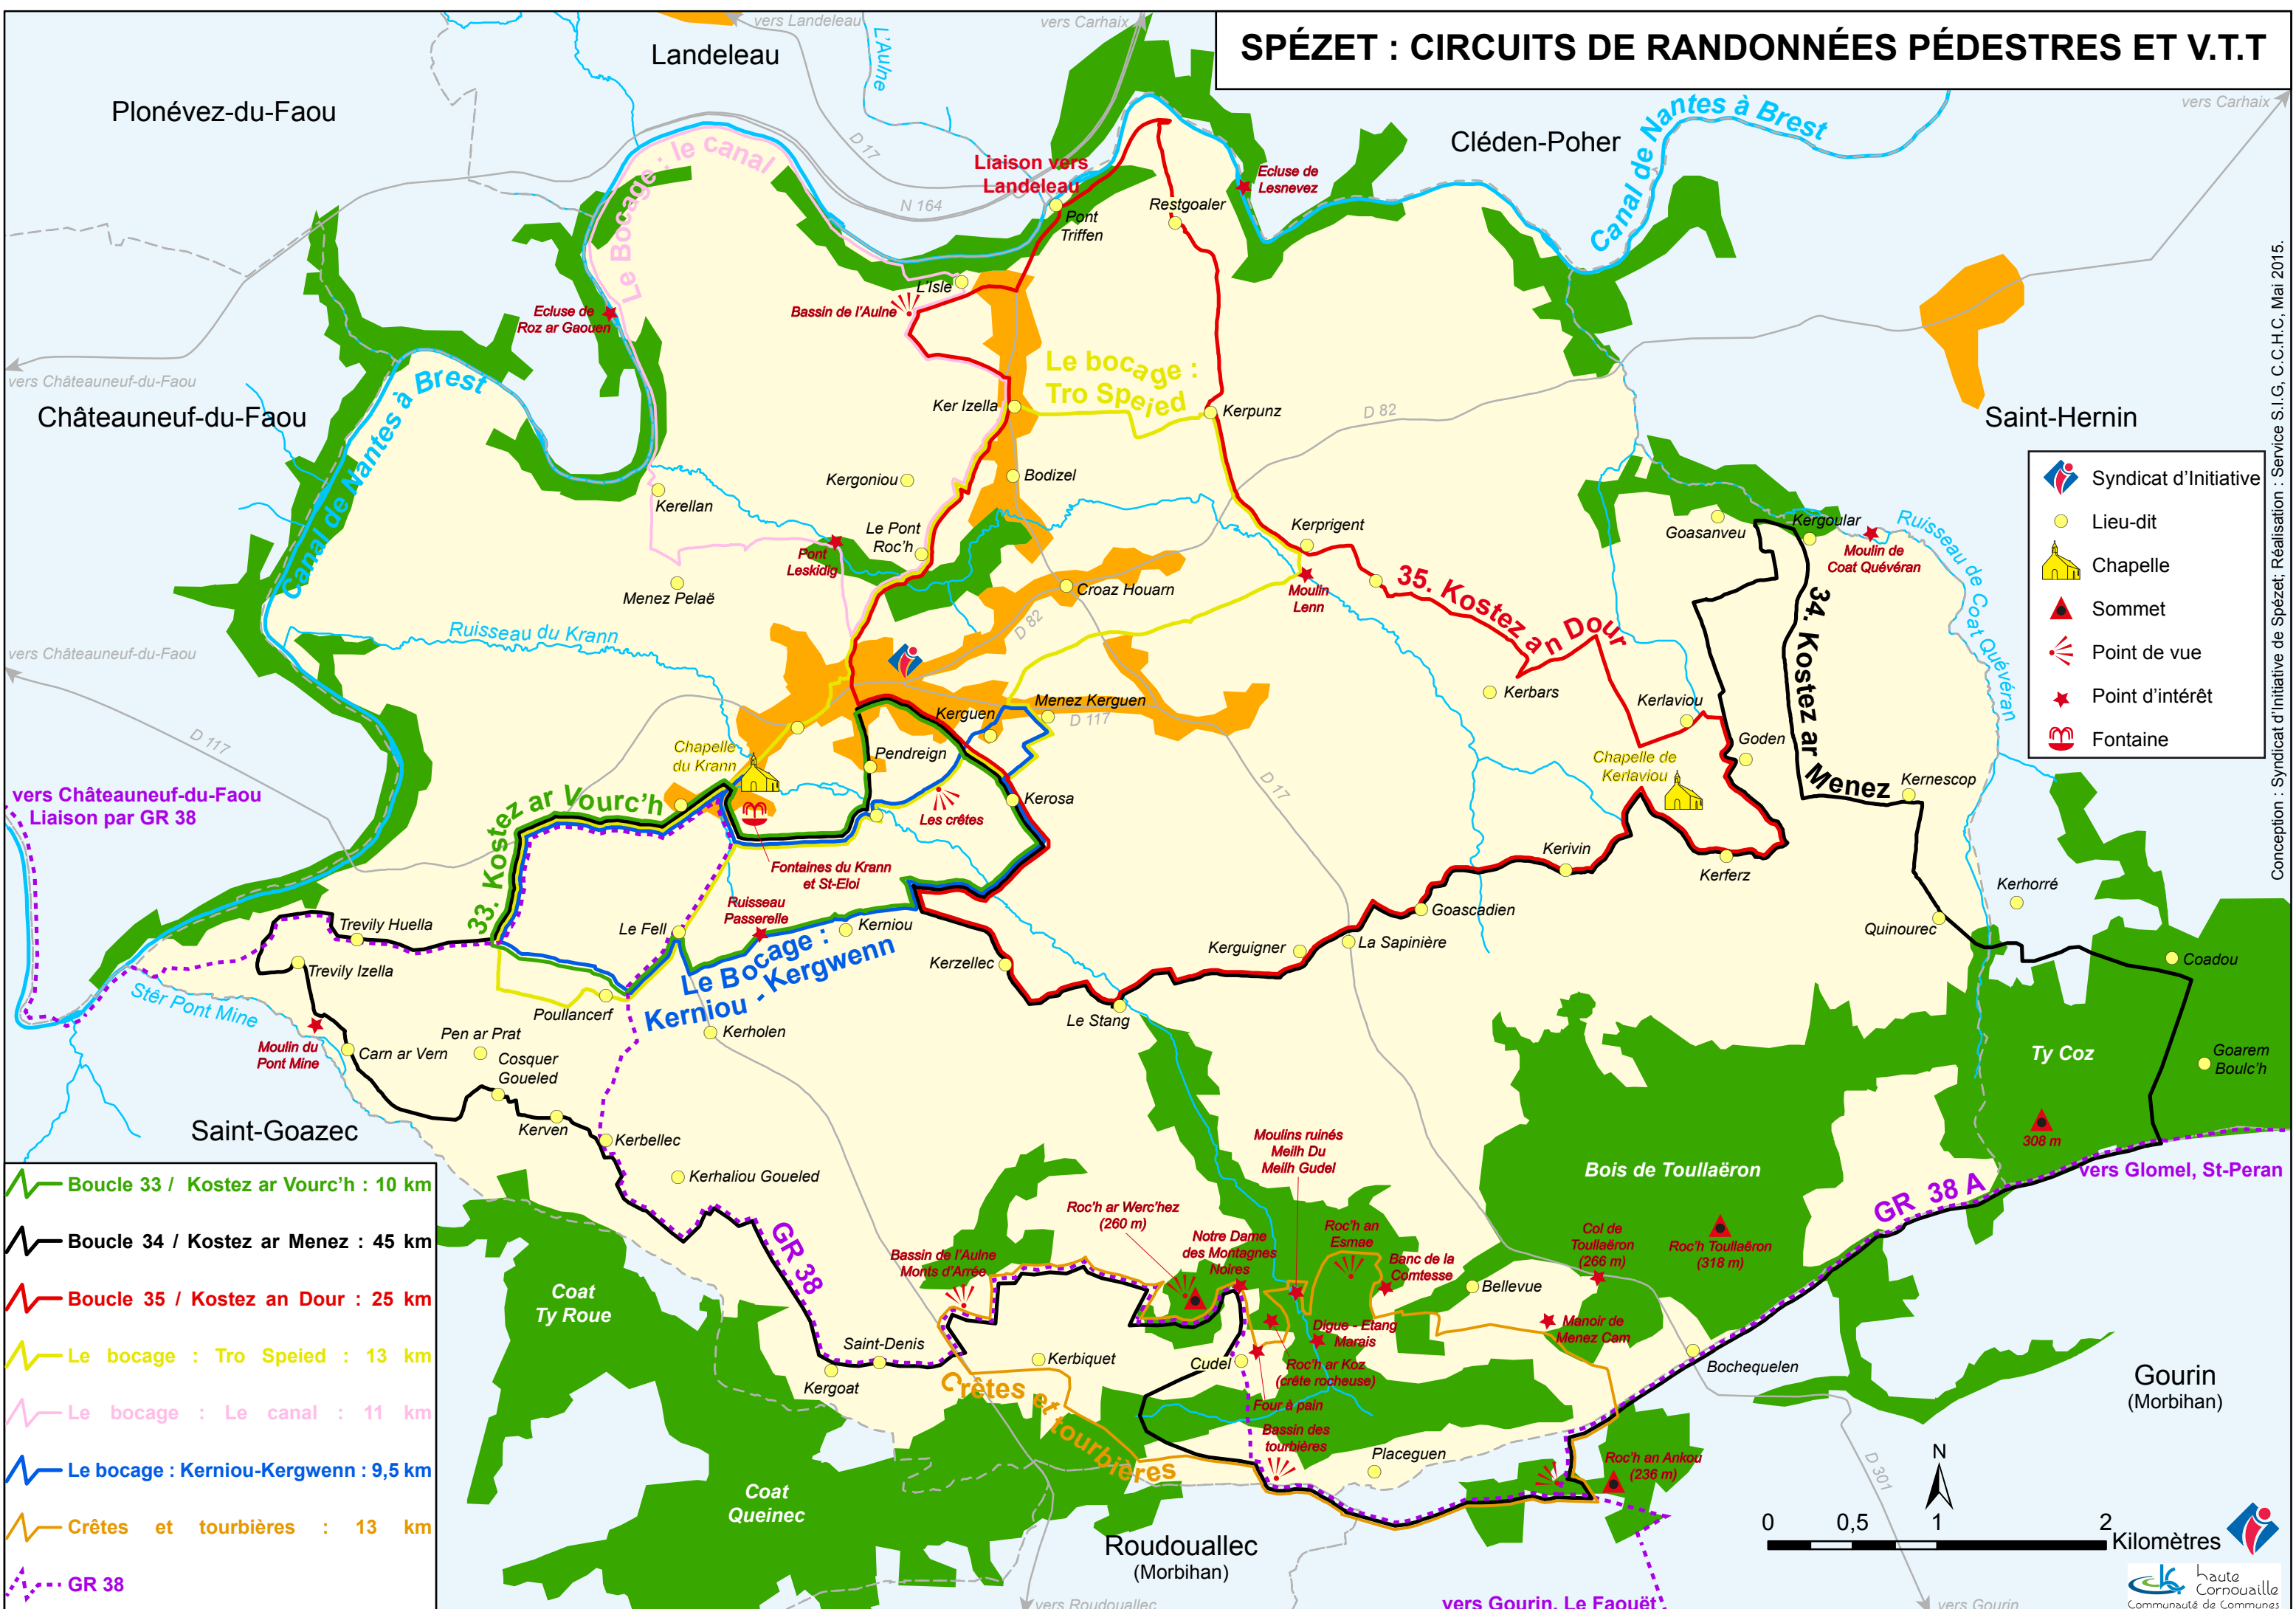 SPÉZET : CIRCUITS DE RANDONNÉES PÉDESTRES ET V.T.T
vers Landeleau
vers Carhaix
Landeleau
L'Aulne
Plonévez-du-Faou
D 17
N 164
Cléden-Poher
Canal de Nantes à Brest
vers Carhaix
Liaison vers
Landeleau
Ecluse de
Lesnevez
Restgoaler
Pont
Triffen
Le Bocage : le canal
L'Isle
Bassin de l'Aulne
Ecluse de
Roz ar Gaouen
vers Châteauneuf-du-Faou
Châteauneuf-du-Faou
Canal de Nantes à Brest
Le bocage :
Tro Speied
Ker Izella
Kerpunz
D 82
Saint-Hernin
Syndicat d'Initiative
Lieu-dit
Chapelle
Sommet
Point de vue
Point d'intérêt
Fontaine
Conception : Syndicat d'Initiative de Spézet; Réalisation : Service S.I.G, C.C.H.C, Mai 2015.
Kergoniou
Bodizel
Kerellan
Le Pont
Roc'h
Pont
Leskidig
Menez Pelaë
Croaz Houarn
D 82
Kerprigent
Moulin
Lenn
35. Kostez an Dour
Goasanveu
Kergoular
Moulin de
Coat Quévéran
Ruisseau de Coat Quévéran
34. Kostez ar Menez
Ruisseau du Krann
vers Châteauneuf-du-Faou
D 117
Kerguen
Menez Kerguen
D 117
Kerbars
Kerlaviou
Goden
Chapelle de
Kerlaviou
Kernescop
Chapelle
du Krann
Pendreign
Kerosa
Les crêtes
D 17
vers Châteauneuf-du-Faou
Liaison par GR 38
33. Kostez ar Vourc'h
Fontaines du Krann
et St-Eloi
Kerivin
Kerferz
Kerhorré
Quinourec
Coadou
Trevily Huella
Trevily Izella
Le Fell
Ruisseau
Passerelle
Kerniou
Le Bocage :
Kerniou - Kergwenn
Kerzellec
Kerguigner
La Sapinière
Goascadien
Le Stang
Stêr Pont Mine
Poullancerf
Kerholen
Moulin du
Pont Mine
Carn ar Vern
Pen ar Prat
Cosquer
Goueled
Kerven
Kerbellec
Kerhaliou Goueled
Saint-Goazec
Ty Coz
Goarem
Boulc'h
308 m
Bois de Toullaëron
vers Glomel, St-Peran
GR 38 A
Moulins ruinés
Meilh Du
Meilh Gudel
Roc'h ar Werc'hez
(260 m)
Notre Dame
des Montagnes
Noires
Roc'h an
Esmae
Banc de la
Comtesse
Col de
Toullaëron
(266 m)
Roc'h Toullaëron
(318 m)
GR 38
Bassin de l'Aulne
Monts d'Arrée
Bellevue
Manoir de
Menez Cam
Digue - Etang
Marais
Coat
Ty Roue
Saint-Denis
Kergoat
Kerbiquet
Cudel
Roc'h ar Koz
(crête rocheuse)
Bochequelen
Crêtes et tourbières
Four à pain
Bassin des
tourbières
Placeguen
Roc'h an Ankou
(236 m)
Gourin
(Morbihan)
D 301
Coat
Queinec
Roudouallec
(Morbihan)
vers Roudouallec
vers Gourin, Le Faouët
vers Gourin
Boucle 33 / Kostez ar Vourc'h : 10 km
Boucle 34 / Kostez ar Menez : 45 km
Boucle 35 / Kostez an Dour : 25 km
Le bocage : Tro Speied : 13 km
Le bocage : Le canal : 11 km
Le bocage : Kerniou-Kergwenn : 9,5 km
Crêtes et tourbières : 13 km
GR 38
N
0 0,5 1 2
Kilomètres
haute
Cornouaille
Communauté de Communes